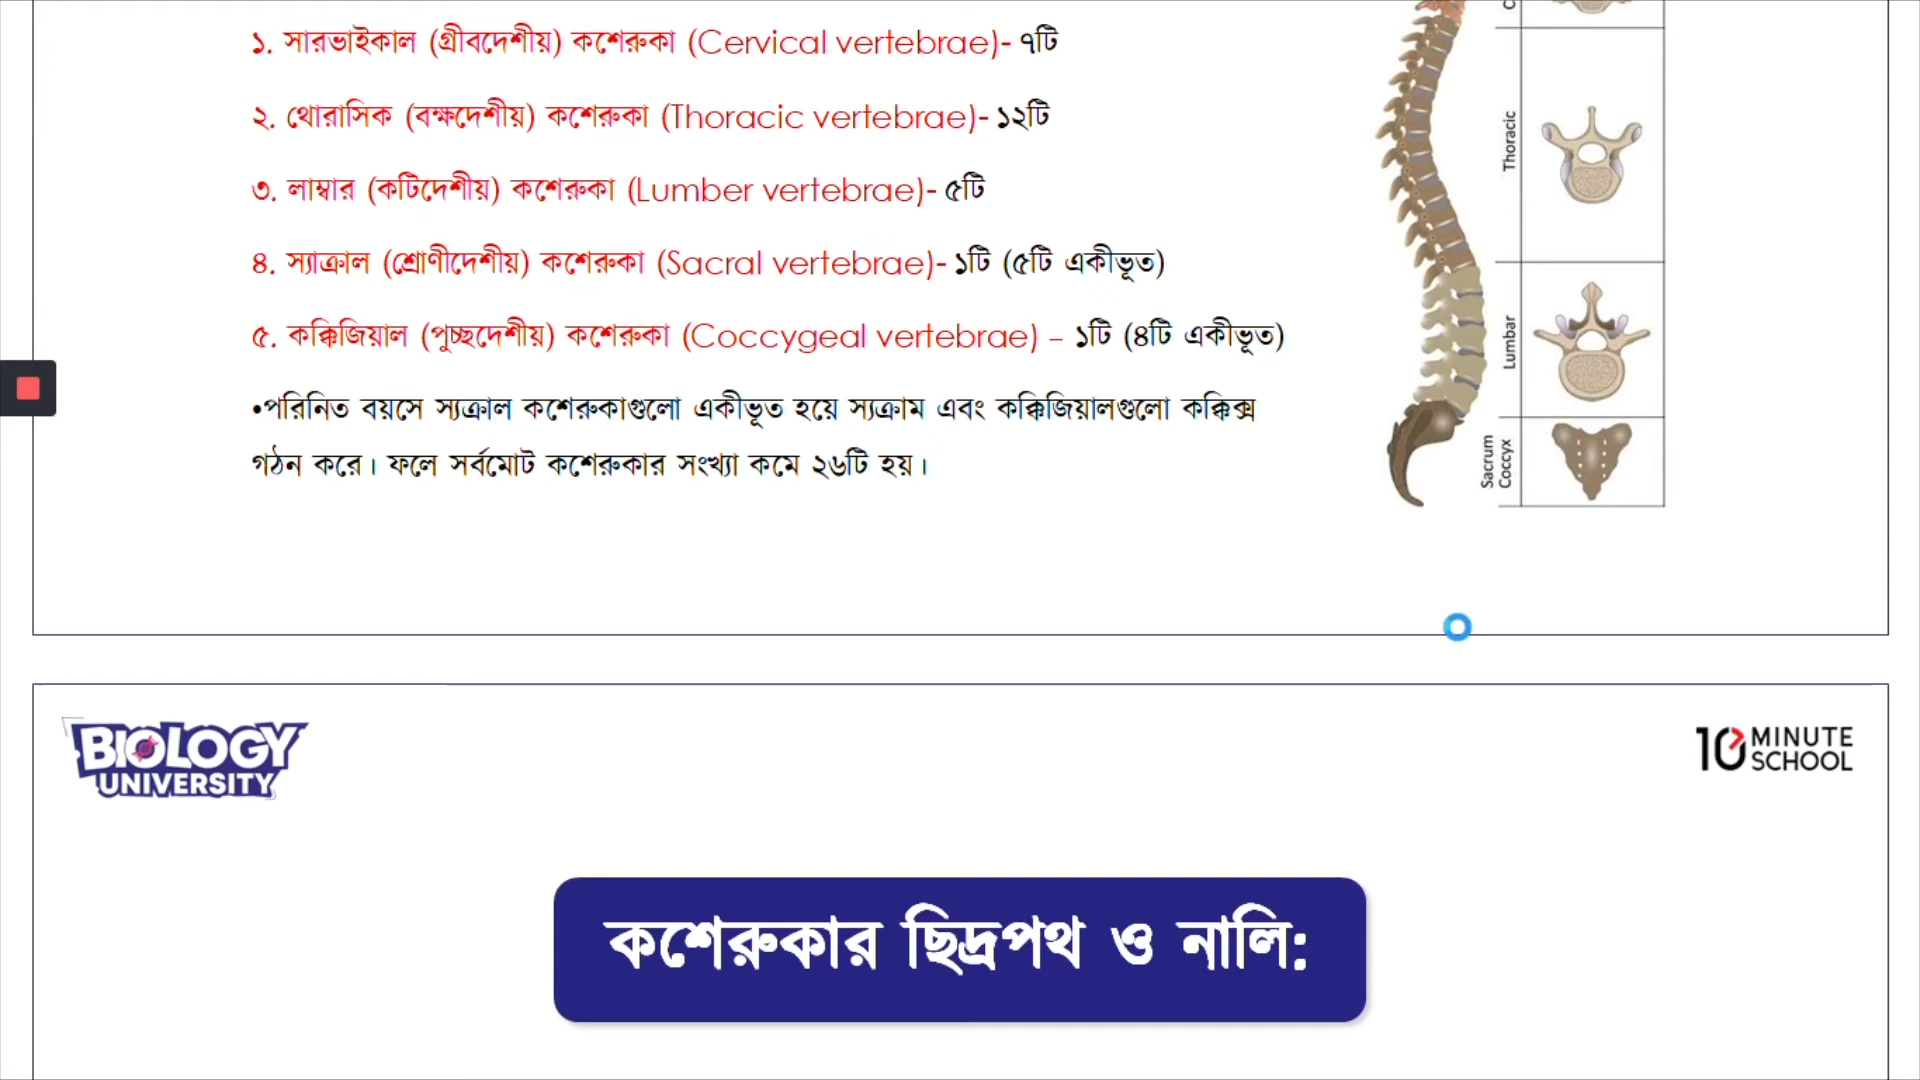 ১. সারভাইকাল (গ্রীবদেশীয়) কশেরুকা (Cervical vertebrae)- ৭টি
২. থোরাসিক (বক্ষদেশীয়) কশেরুকা (Thoracic vertebrae)- ১২টি
৩. লাম্বার (কটিদেশীয়) কশেরুকা (Lumber vertebrae)- ৫টি
৪. স্যাক্রাল (শ্রোণীদেশীয়) কশেরুকা (Sacral vertebrae)- ১টি (৫টি একীভূত)
৫. কক্কিজিয়াল (পুচ্ছদেশীয়) কশেরুকা (Coccygeal vertebrae) – ১টি (৪টি একীভূত)
•পরিনিত বয়সে স্যক্রাল কশেরুকাগুলো একীভূত হয়ে স্যক্রাম এবং কক্কিজিয়ালগুলো কক্কিক্স
গঠন করে। ফলে সর্বমোট কশেরুকার সংখ্যা কমে ২৬টি হয়।
Thoracic
Lumbar
Sacrum
Coccyx
BIOLOGY
UNIVERSITY
10 MINUTE
SCHOOL
কশেরুকার ছিদ্রপথ ও নালি: